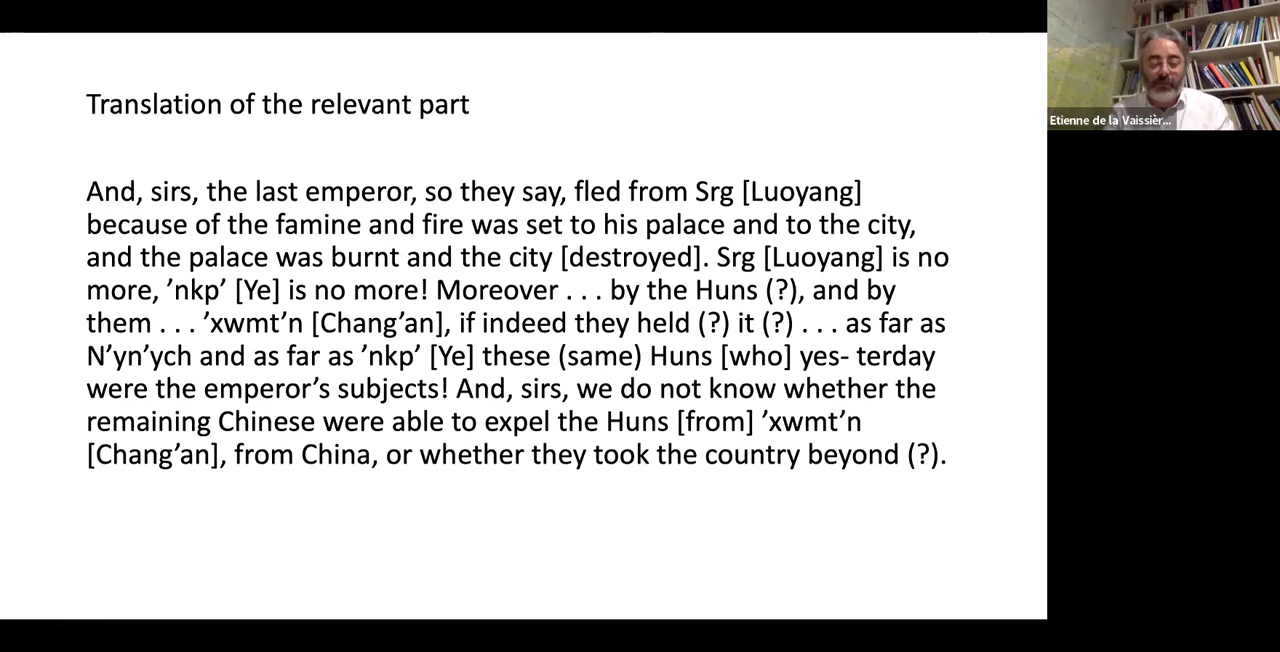 Translation of the relevant part
And, sirs, the last emperor, so they say, fled from Srg [Luoyang]
because of the famine and fire was set to his palace and to the city,
and the palace was burnt and the city [destroyed]. Srg [Luoyang] is no
more, ’nkp’ [Ye] is no more! Moreover . . . by the Huns (?), and by
them . . . ’xwmt’n [Chang’an], if indeed they held (?) it (?) . . . as far as
N’yn’ych and as far as ’nkp’ [Ye] these (same) Huns [who] yes- terday
were the emperor’s subjects! And, sirs, we do not know whether the
remaining Chinese were able to expel the Huns [from] ’xwmt’n
[Chang’an], from China, or whether they took the country beyond (?).
Etienne de la Vaissièr...